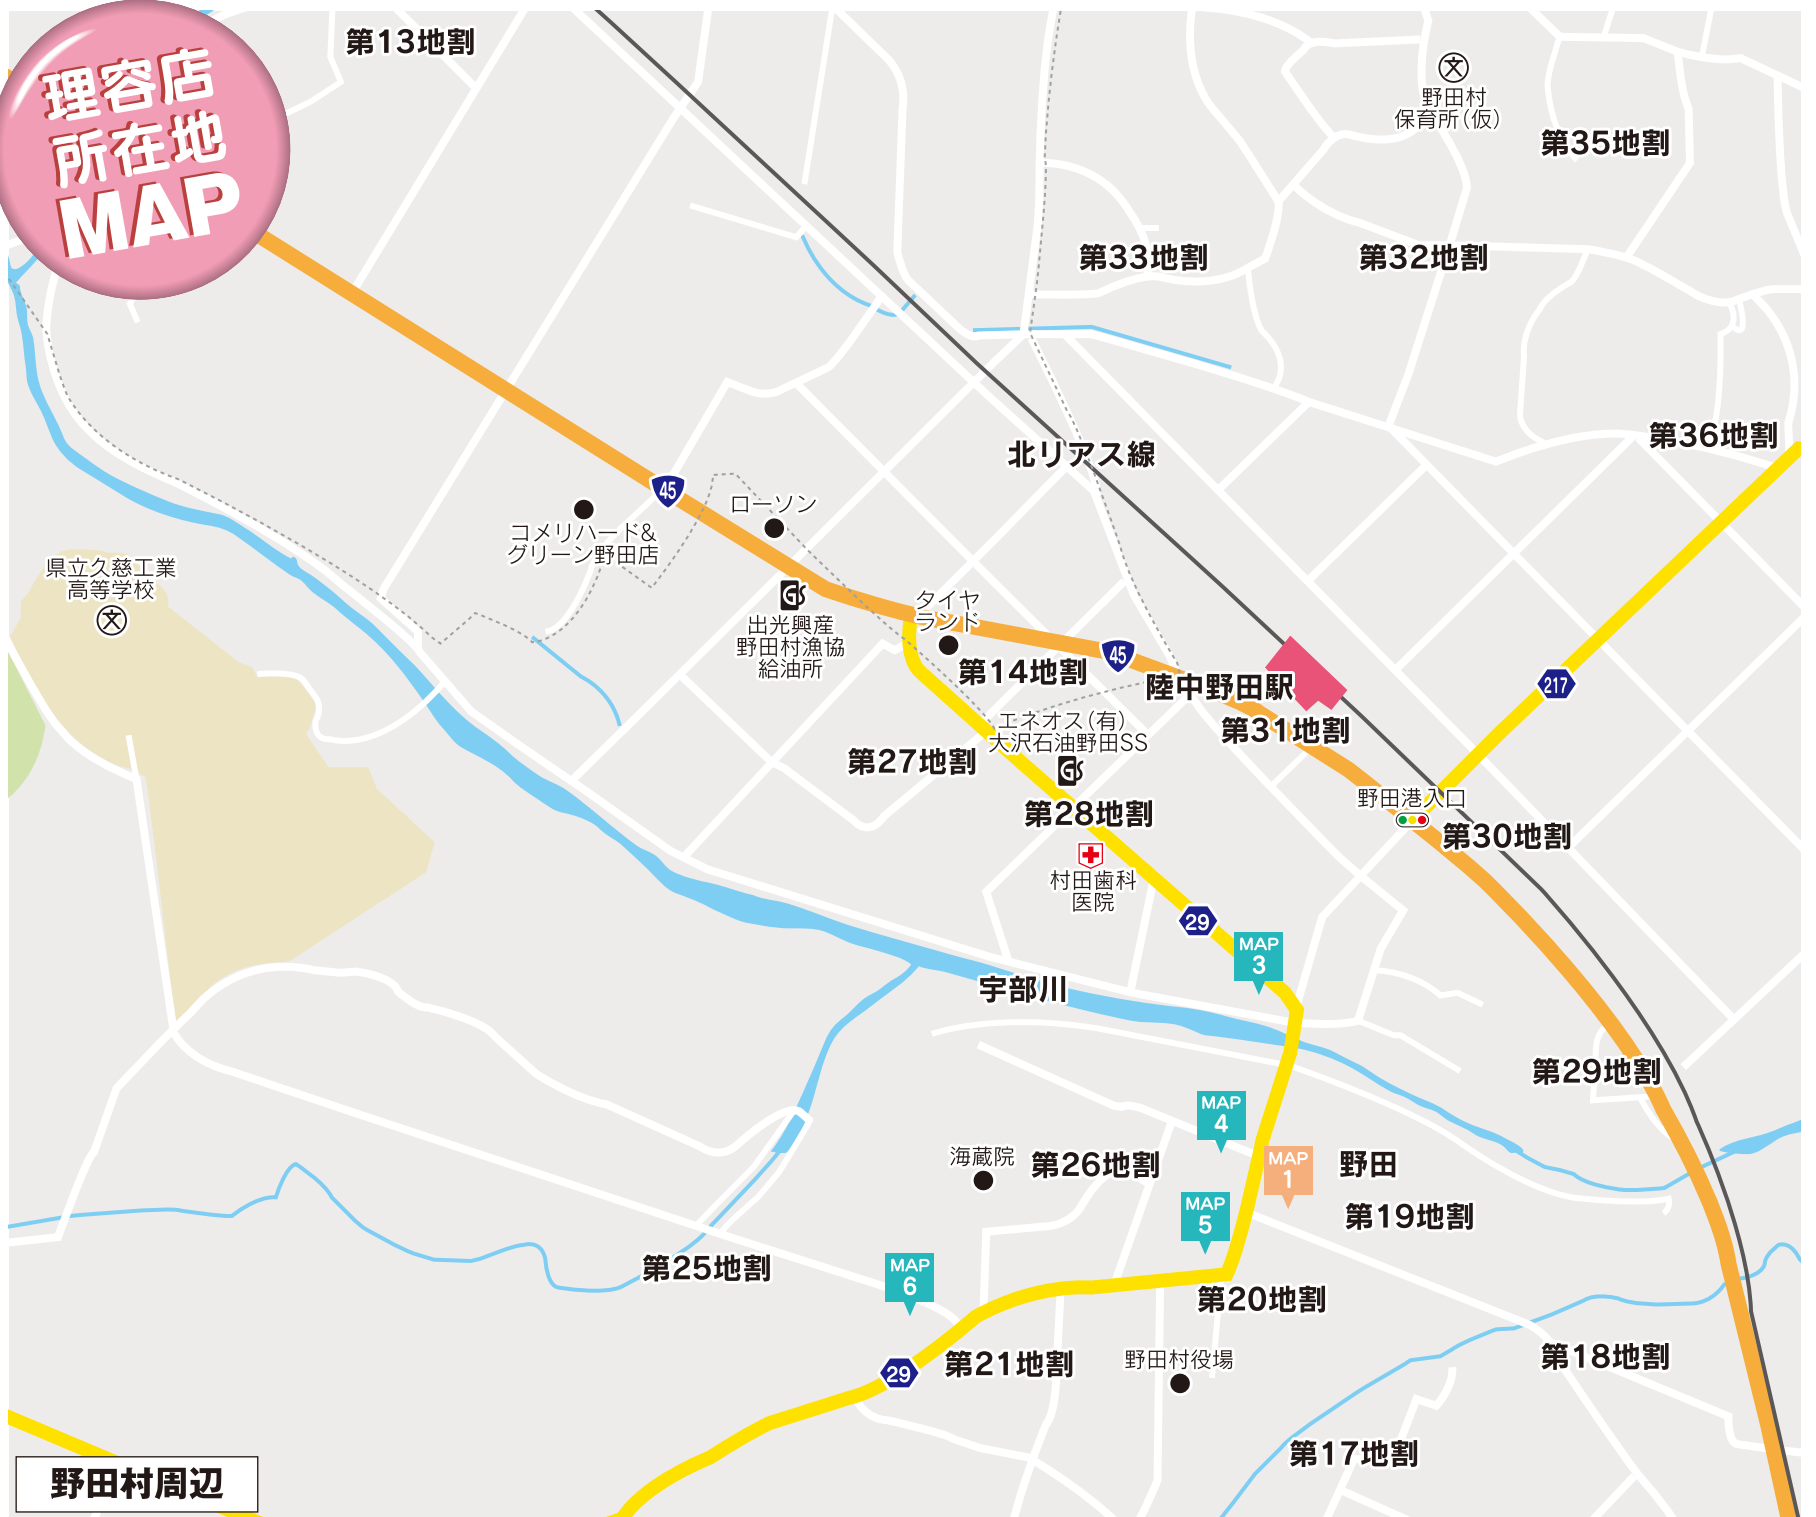 理容店
所在地
MAP
第13地割
野田村
保育所(仮)
第35地割
第33地割
第32地割
第36地割
北リアス線
45
ローソン
コメリハード&
グリーン野田店
県立久慈工業
高等学校
出光興産
野田村漁協
給油所
タイヤ
ランド
第14地割
45
陸中野田駅
217
第31地割
エネオス(有)
大沢石油野田SS
第27地割
第28地割
野田港入口
第30地割
村田歯科
医院
29
MAP
3
宇部川
第29地割
MAP
4
海蔵院
第26地割
MAP
1
野田
MAP
5
第19地割
第25地割
MAP
6
第20地割
29
第21地割
野田村役場
第18地割
第17地割
野田村周辺